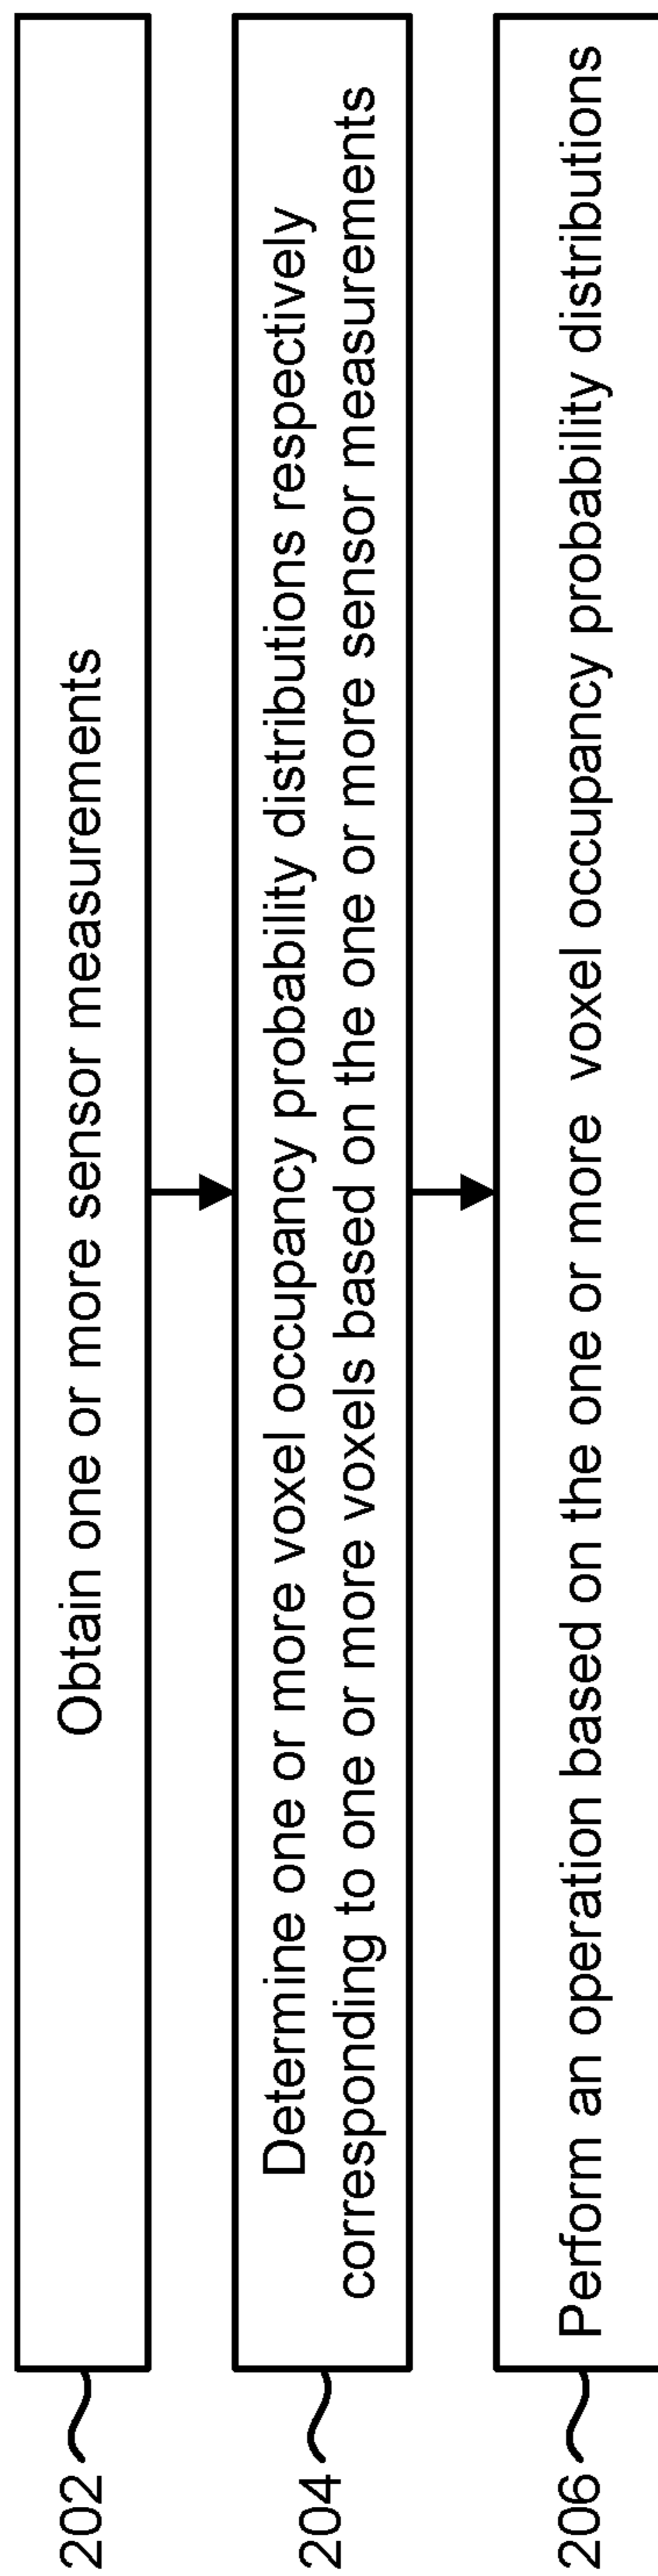 202
Obtain one or more sensor measurements
204
Determine one or more voxel occupancy probability distributions respectively
corresponding to one or more voxels based on the one or more sensor measurements
206
Perform an operation based on the one or more voxel occupancy probability distributions